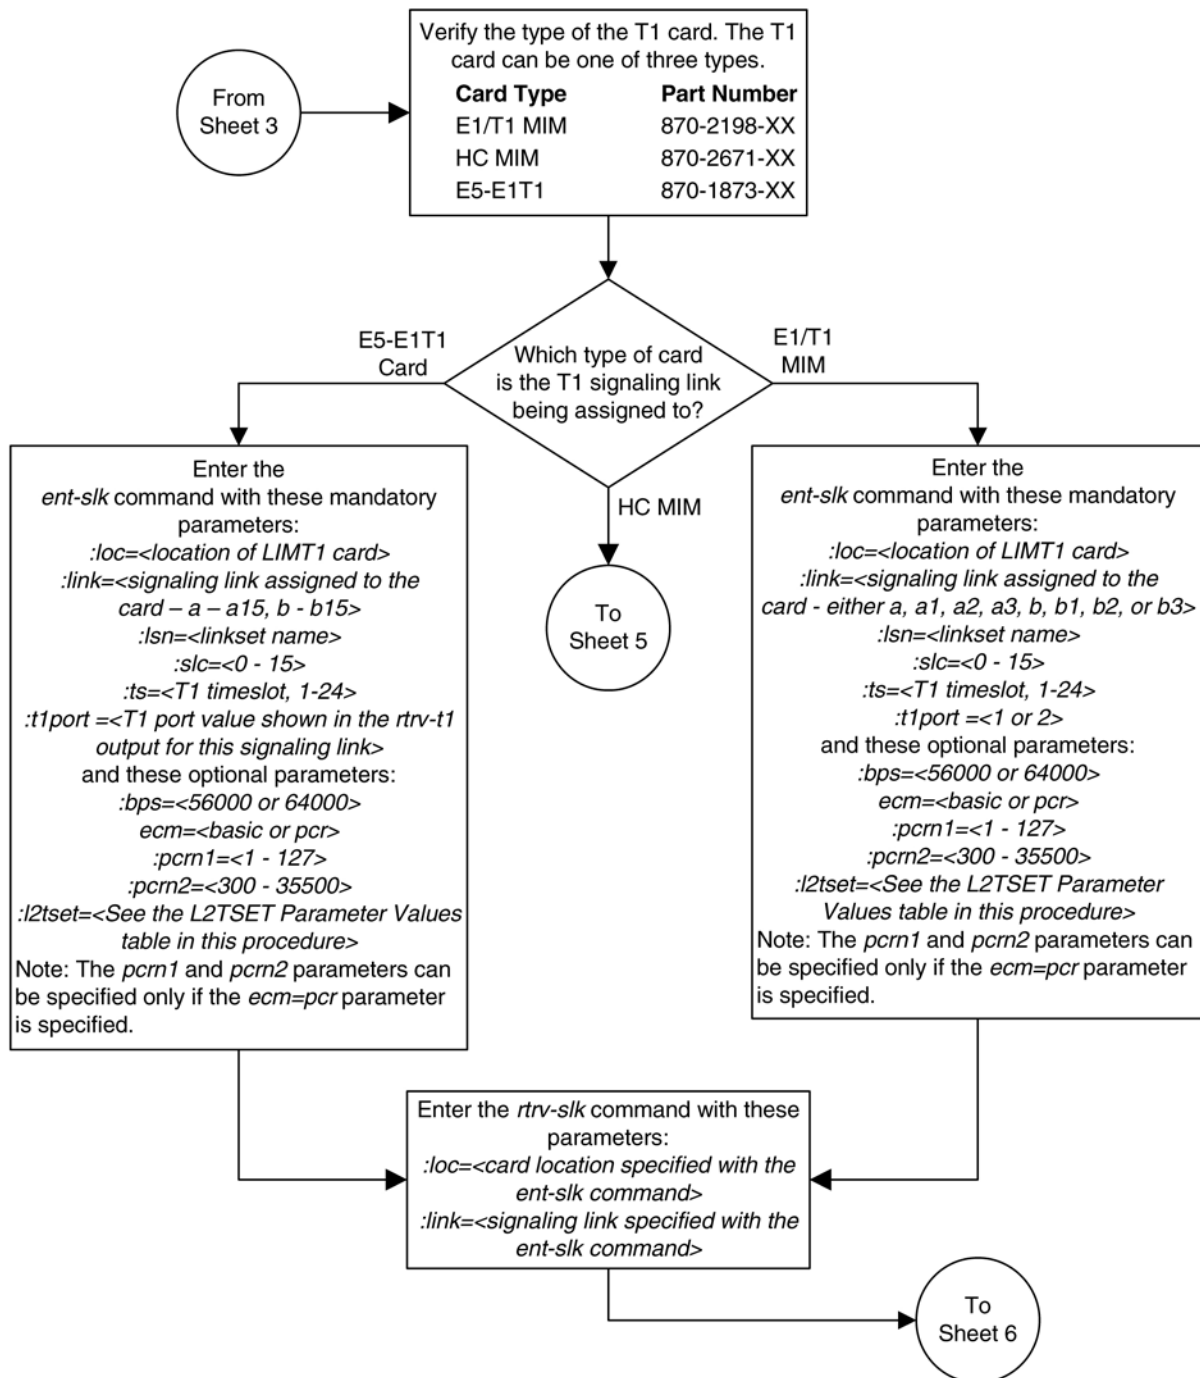 From
Sheet 3
Verify the type of the T1 card. The T1
card can be one of three types.
Card Type Part Number
E1/T1 MIM 870-2198-XX
HC MIM 870-2671-XX
E5-E1T1 870-1873-XX
Which type of card
is the T1 signaling link
being assigned to?
E5-E1T1
Card
E1/T1
MIM
HC MIM
Enter the
ent-slk command with these mandatory
parameters:
:loc=<location of LIMT1 card>
:link=<signaling link assigned to the
card – a – a15, b - b15>
:lsn=<linkset name>
:slc=<0 - 15>
:ts=<T1 timeslot, 1-24>
:t1port =<T1 port value shown in the rtrv-t1
output for this signaling link>
and these optional parameters:
:bps=<56000 or 64000>
ecm=<basic or pcr>
:pcrn1=<1 - 127>
:pcrn2=<300 - 35500>
:l2tset=<See the L2TSET Parameter Values
table in this procedure>
Note: The pcrn1 and pcrn2 parameters can
be specified only if the ecm=pcr parameter
is specified.
To
Sheet 5
Enter the
ent-slk command with these mandatory
parameters:
:loc=<location of LIMT1 card>
:link=<signaling link assigned to the
card - either a, a1, a2, a3, b, b1, b2, or b3>
:lsn=<linkset name>
:slc=<0 - 15>
:ts=<T1 timeslot, 1-24>
:t1port =<1 or 2>
and these optional parameters:
:bps=<56000 or 64000>
ecm=<basic or pcr>
:pcrn1=<1 - 127>
:pcrn2=<300 - 35500>
:l2tset=<See the L2TSET Parameter
Values table in this procedure>
Note: The pcrn1 and pcrn2 parameters can
be specified only if the ecm=pcr parameter
is specified.
Enter the rtrv-slk command with these
parameters:
:loc=<card location specified with the
ent-slk command>
:link=<signaling link specified with the
ent-slk command>
To
Sheet 6